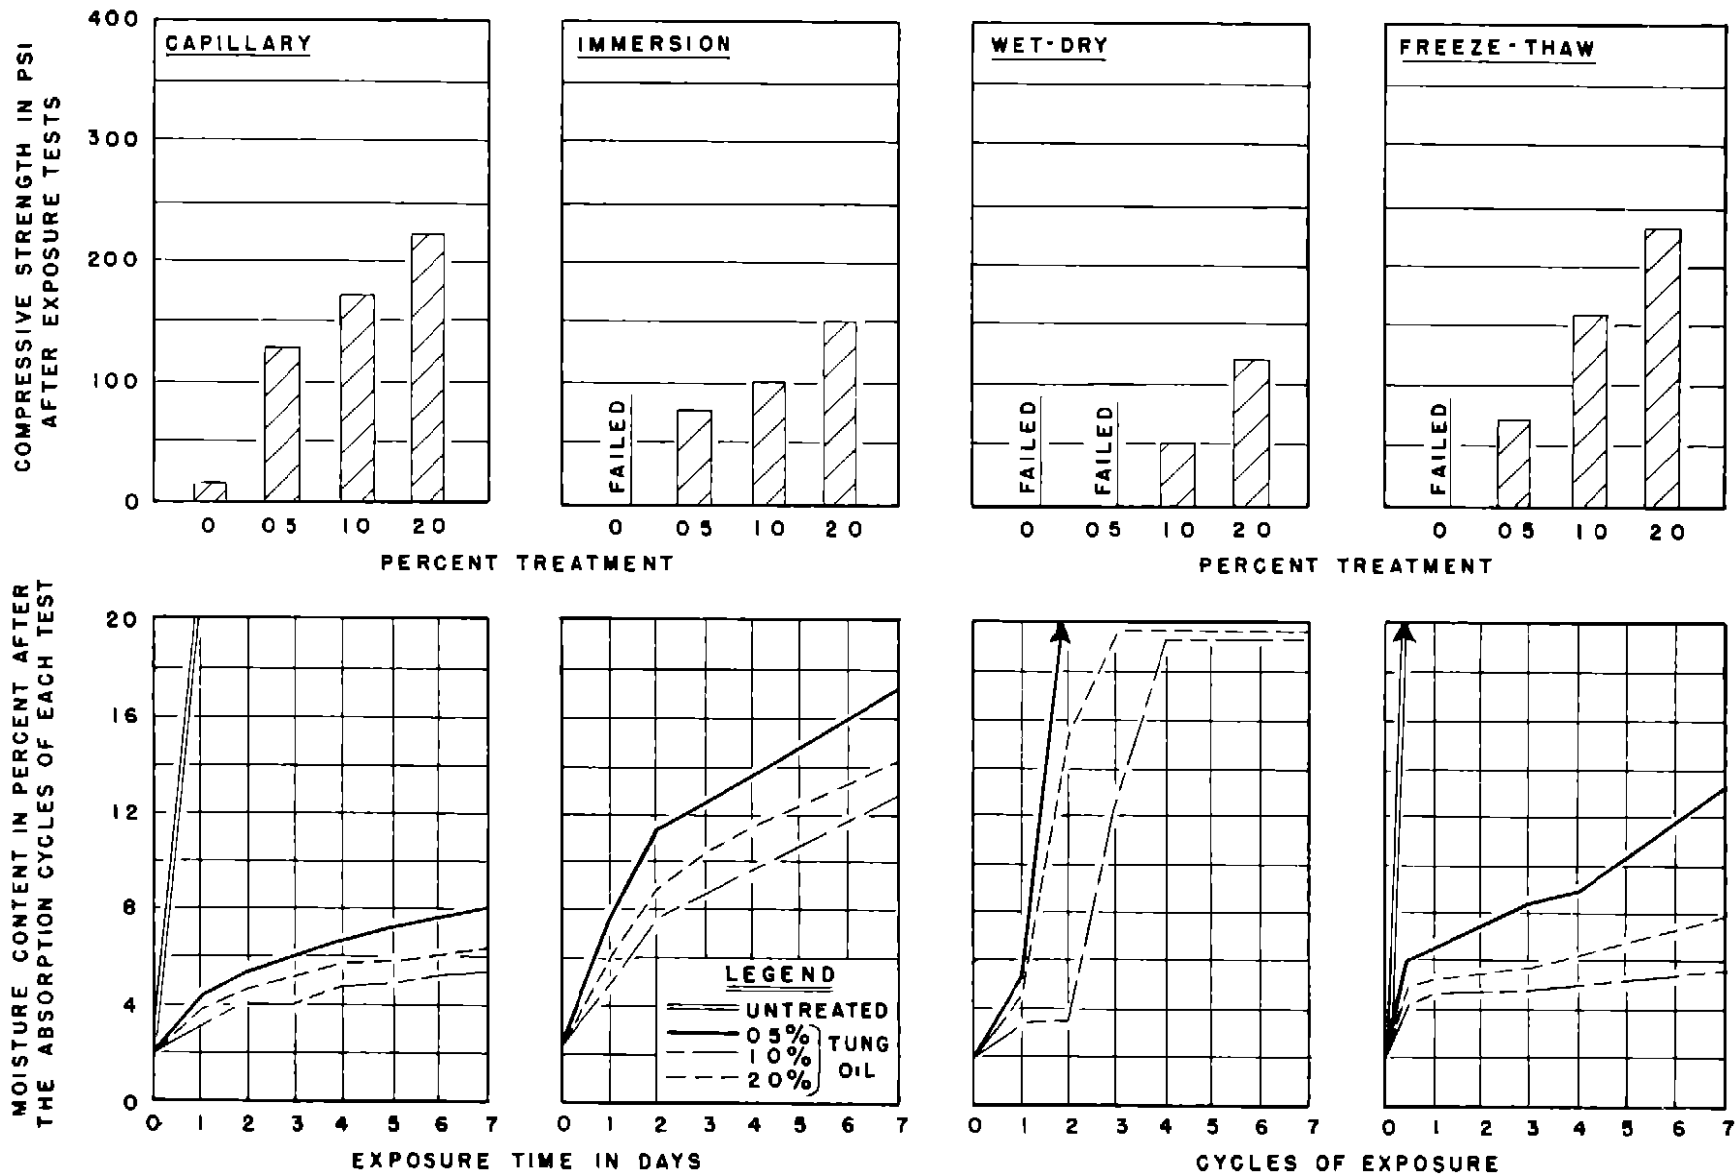 COMPRESSIVE STRENGTH IN PSI
AFTER EXPOSURE TESTS
400
300
200
100
0
CAPILLARY
0 05 10 20
IMMERSION
FAILED
0 05 10 20
PERCENT TREATMENT
WET-DRY
FAILED
FAILED
0 05 10 20
FREEZE-THAW
FAILED
0 05 10 20
PERCENT TREATMENT
MOISTURE CONTENT IN PERCENT AFTER
THE ABSORPTION CYCLES OF EACH TEST
20
16
12
8
4
0
0 1 2 3 4 5 6 7
LEGEND
UNTREATED
05%
10%
20%
TUNG
OIL
0 1 2 3 4 5 6 7
EXPOSURE TIME IN DAYS
0 1 2 3 4 5 6 7
0 1 2 3 4 5 6 7
CYCLES OF EXPOSURE